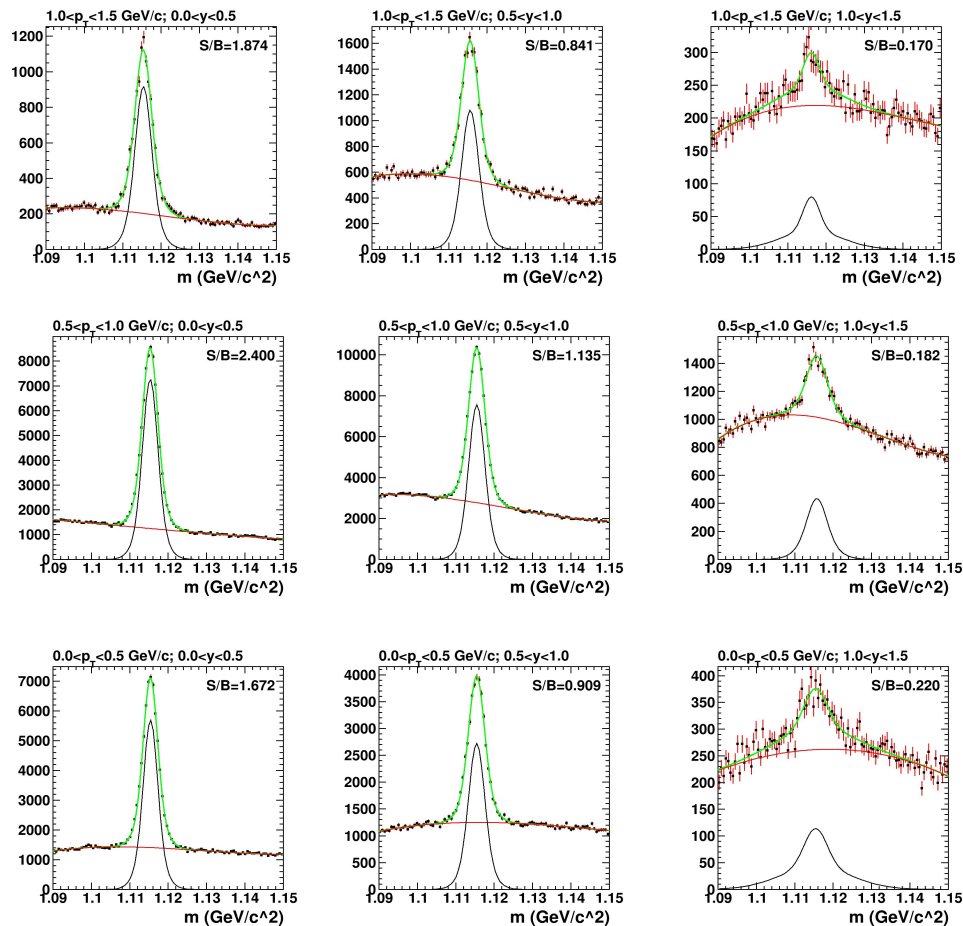 1.0<p_T<1.5 GeV/c; 0.0<y<0.5
S/B=1.874
1200
1000
800
600
400
200
0
1.09 1.1 1.11 1.12 1.13 1.14 1.15
m (GeV/c^2)
1.0<p_T<1.5 GeV/c; 0.5<y<1.0
S/B=0.841
1600
1400
1200
1000
800
600
400
200
0
1.09 1.1 1.11 1.12 1.13 1.14 1.15
m (GeV/c^2)
1.0<p_T<1.5 GeV/c; 1.0<y<1.5
S/B=0.170
300
250
200
150
100
50
0
1.09 1.1 1.11 1.12 1.13 1.14 1.15
m (GeV/c^2)
0.5<p_T<1.0 GeV/c; 0.0<y<0.5
S/B=2.400
8000
7000
6000
5000
4000
3000
2000
1000
0
1.09 1.1 1.11 1.12 1.13 1.14 1.15
m (GeV/c^2)
0.5<p_T<1.0 GeV/c; 0.5<y<1.0
S/B=1.135
10000
8000
6000
4000
2000
0
1.09 1.1 1.11 1.12 1.13 1.14 1.15
m (GeV/c^2)
0.5<p_T<1.0 GeV/c; 1.0<y<1.5
S/B=0.182
1400
1200
1000
800
600
400
200
0
1.09 1.1 1.11 1.12 1.13 1.14 1.15
m (GeV/c^2)
0.0<p_T<0.5 GeV/c; 0.0<y<0.5
S/B=1.672
7000
6000
5000
4000
3000
2000
1000
0
1.09 1.1 1.11 1.12 1.13 1.14 1.15
m (GeV/c^2)
0.0<p_T<0.5 GeV/c; 0.5<y<1.0
S/B=0.909
4000
3500
3000
2500
2000
1500
1000
500
0
1.09 1.1 1.11 1.12 1.13 1.14 1.15
m (GeV/c^2)
0.0<p_T<0.5 GeV/c; 1.0<y<1.5
S/B=0.220
400
350
300
250
200
150
100
50
0
1.09 1.1 1.11 1.12 1.13 1.14 1.15
m (GeV/c^2)